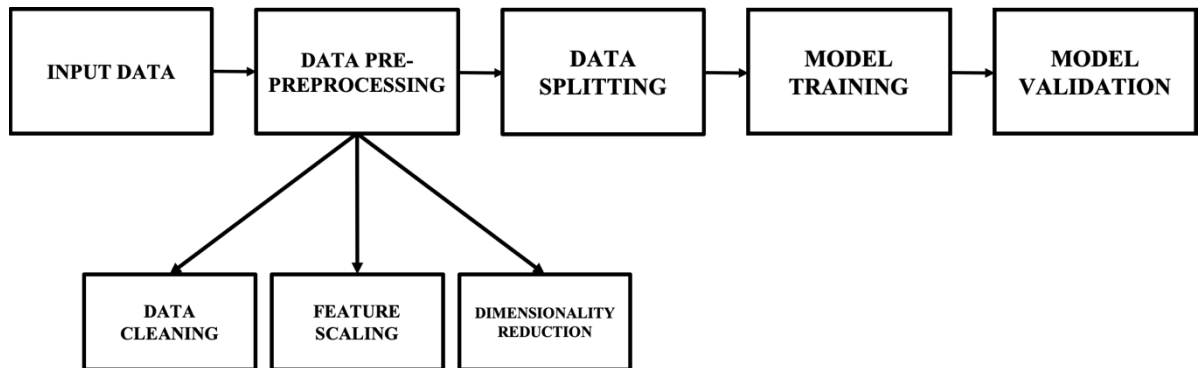 INPUT DATA
DATA PRE-
PREPROCESSING
DATA
SPLITTING
MODEL
TRAINING
MODEL
VALIDATION
DATA
CLEANING
FEATURE
SCALING
DIMENSIONALITY
REDUCTION